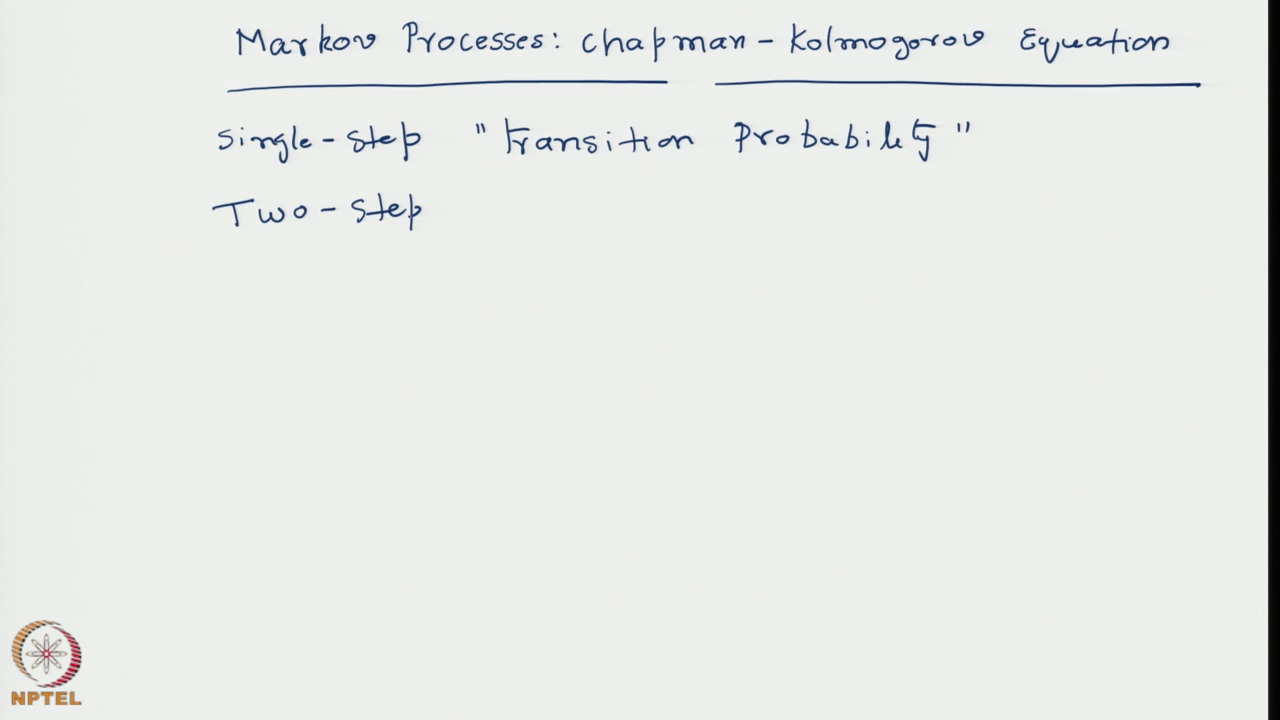 Markov Processes: Chapman - Kolmogorov Equation
Single-step "transition Probability"
Two-step
NPTEL